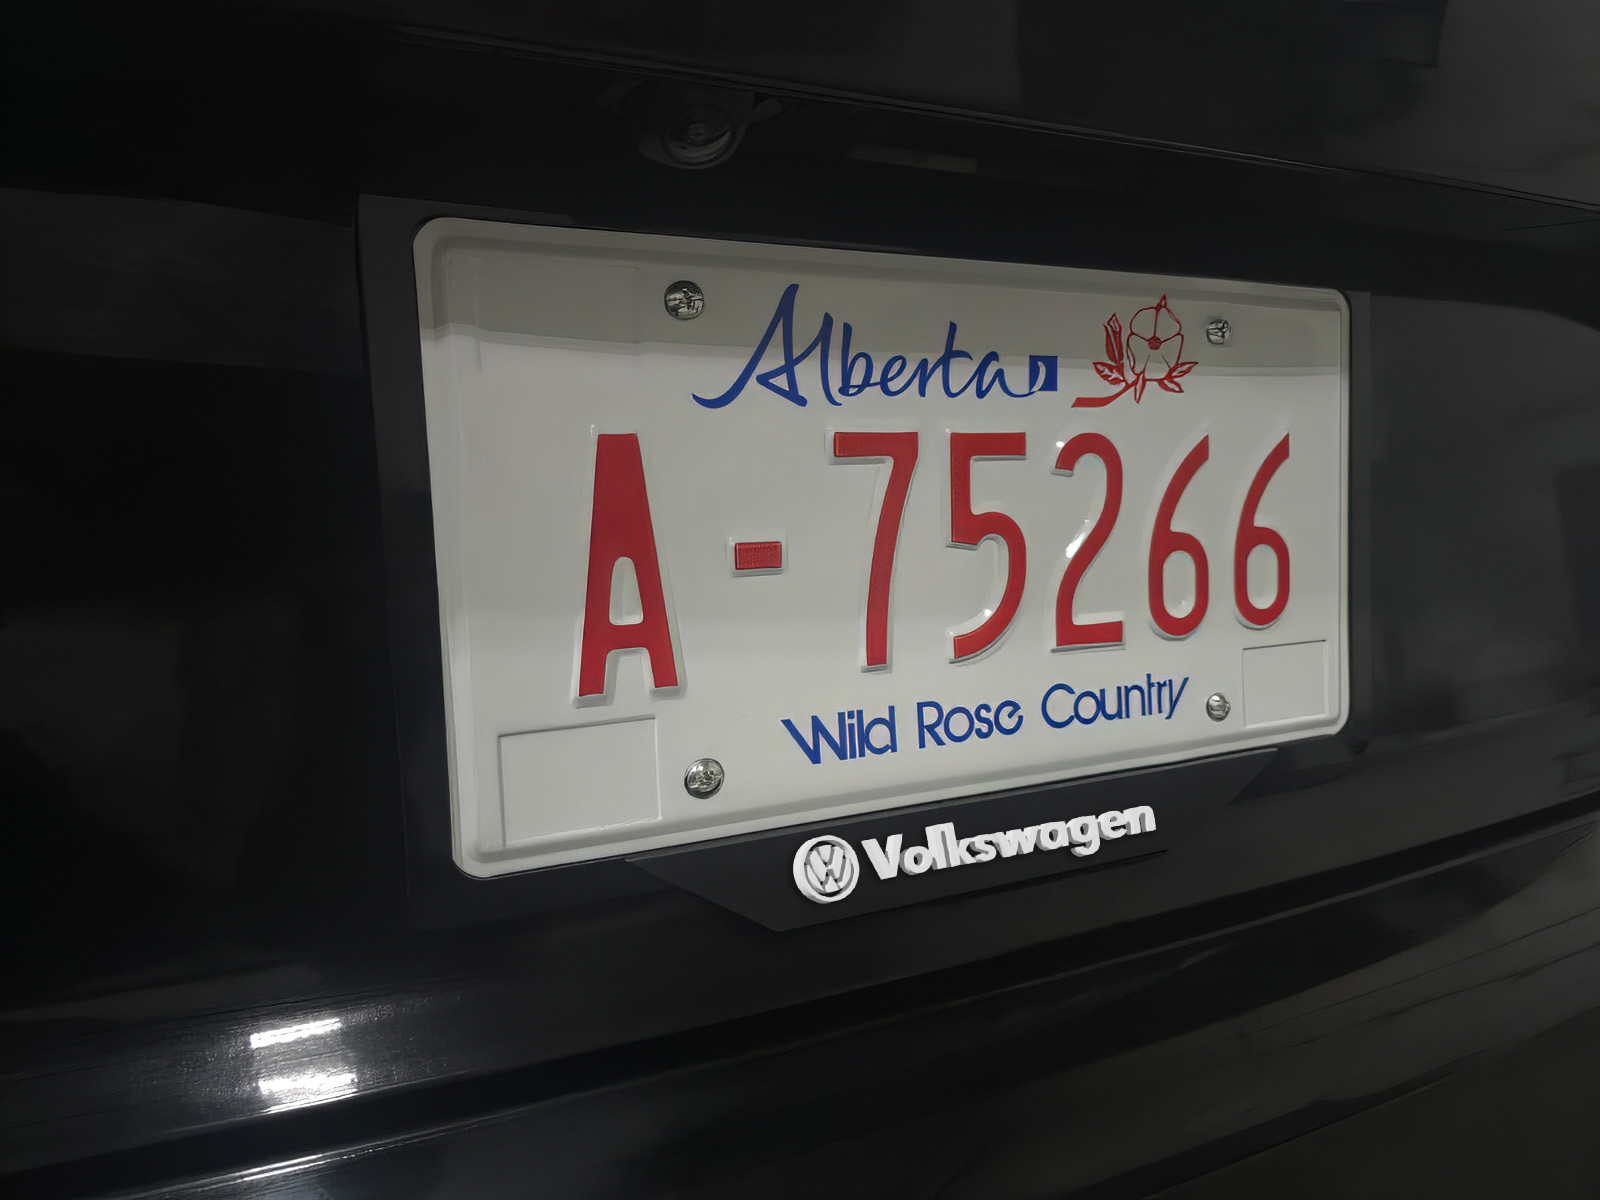 Alberta
A-75266
Wild Rose Country
Volkswagen